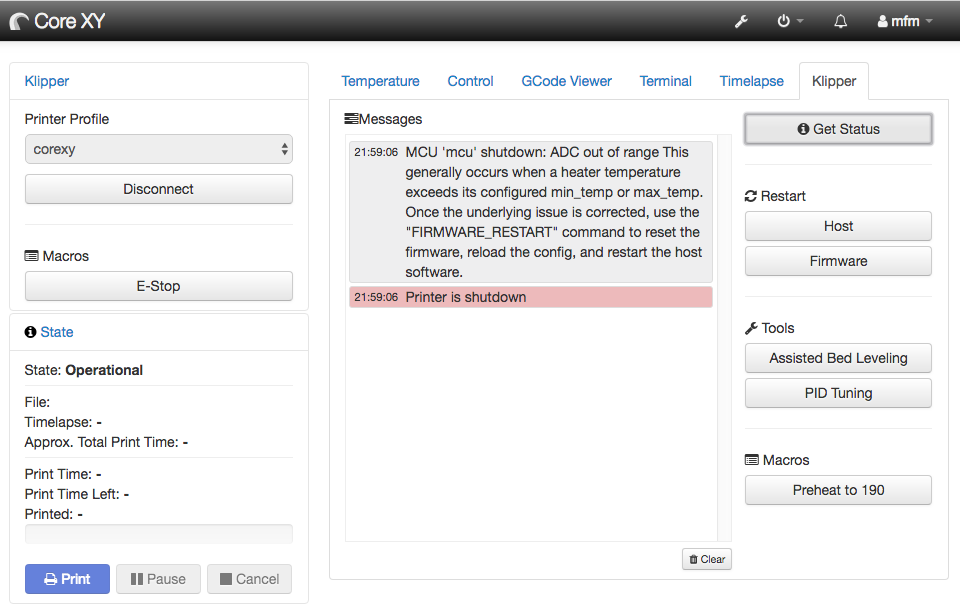 Core XY
mfm
Klipper
Printer Profile
corexy
Disconnect
Macros
E-Stop
State
State: Operational
File:
Timelapse: -
Approx. Total Print Time: -
Print Time: -
Print Time Left: -
Printed: -
Print
Pause
Cancel
Temperature
Control
GCode Viewer
Terminal
Timelapse
Klipper
Messages
21:59:06 MCU 'mcu' shutdown: ADC out of range This
generally occurs when a heater temperature
exceeds its configured min_temp or max_temp.
Once the underlying issue is corrected, use the
"FIRMWARE_RESTART" command to reset the
firmware, reload the config, and restart the host
software.
21:59:06 Printer is shutdown
Clear
Get Status
Restart
Host
Firmware
Tools
Assisted Bed Leveling
PID Tuning
Macros
Preheat to 190